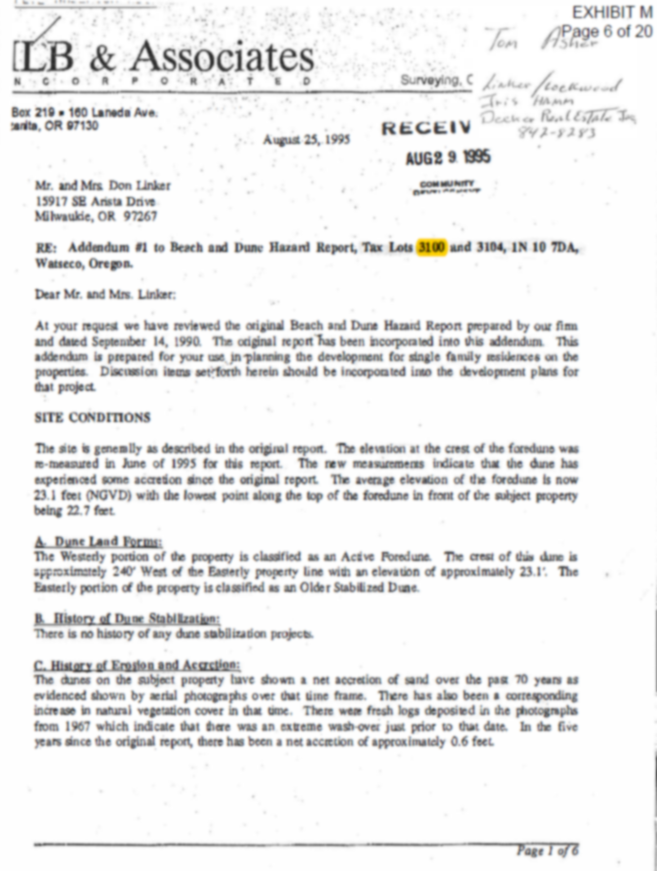 EXHIBIT M
Page 6 of 20
Tom Asher
LB & Associates
I N C O R P O R A T E D
Surveying, C
Linker / Lockwood
Iris Hamm
Decker Real Estate Inc
842-8283
Box 219 • 160 Laneda Ave.
zanita, OR 97130
August 25, 1995
RECEIV
AUG 29 1995
COMMUNITY
DEVELOPMENT
Mr. and Mrs. Don Linker
15917 SE Arista Drive
Milwaukie, OR 97267
RE: Addendum #1 to Beach and Dune Hazard Report, Tax Lots 3100 and 3104, 1N 10 7DA,
Watseco, Oregon.
Dear Mr. and Mrs. Linker:
At your request we have reviewed the original Beach and Dune Hazard Report prepared by our firm
and dated September 14, 1990. The original report has been incorporated into this addendum. This
addendum is prepared for your use in planning the development for single family residences on the
properties. Discussion items set forth herein should be incorporated into the development plans for
that project.
SITE CONDITIONS
The site is generally as described in the original report. The elevation at the crest of the foredune was
re-measured in June of 1995 for this report. The new measurements indicate that the dune has
experienced some accretion since the original report. The average elevation of the foredune is now
23.1 feet (NGVD) with the lowest point along the top of the foredune in front of the subject property
being 22.7 feet.
A. Dune Land Forms:
The Westerly portion of the property is classified as an Active Foredune. The crest of this dune is
approximately 240' West of the Easterly property line with an elevation of approximately 23.1'. The
Easterly portion of the property is classified as an Older Stabilized Dune.
B. History of Dune Stabilization:
There is no history of any dune stabilization projects.
C. History of Erosion and Accretion:
The dunes on the subject property have shown a net accretion of sand over the past 70 years as
evidenced shown by aerial photographs over that time frame. There has also been a corresponding
increase in natural vegetation cover in that time. There were fresh logs deposited in the photographs
from 1967 which indicate that there was an extreme wash-over just prior to that date. In the five
years since the original report, there has been a net accretion of approximately 0.6 feet.
Page 1 of 6